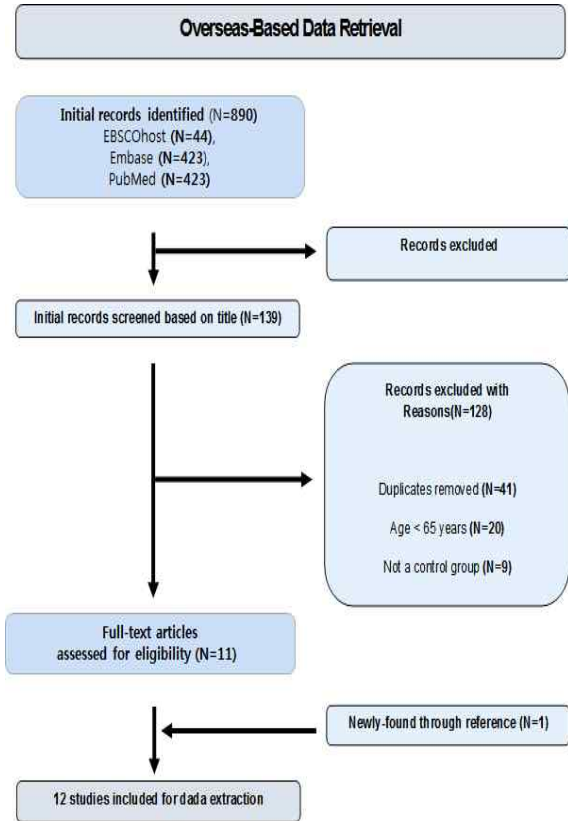 Overseas-Based Data Retrieval
Initial records identified (N=890)
EBSCOhost (N=44),
Embase (N=423),
PubMed (N=423)
Records excluded
Initial records screened based on title (N=139)
Records excluded with
Reasons(N=128)
Duplicates removed (N=41)
Age < 65 years (N=20)
Not a control group (N=9)
Full-text articles
assessed for eligibility (N=11)
Newly-found through reference (N=1)
12 studies included for dada extraction